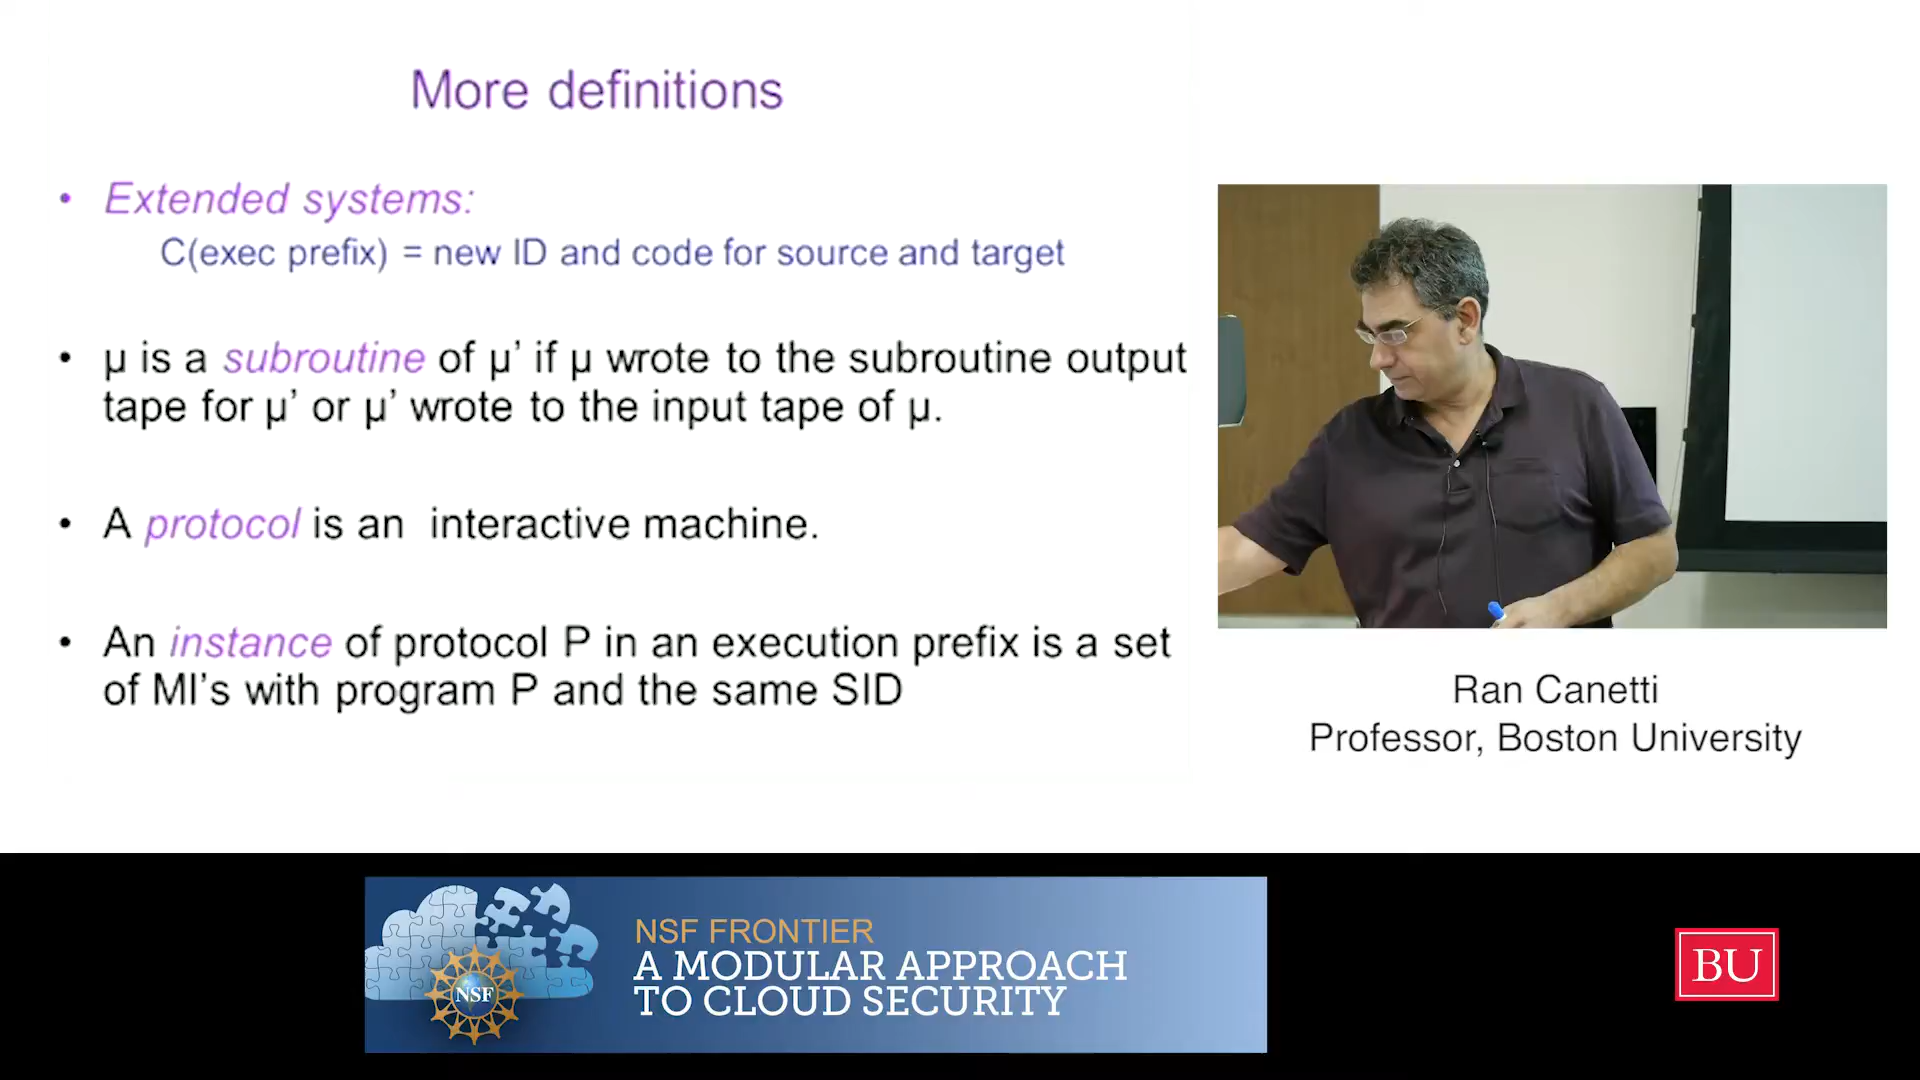 More definitions
• Extended systems:
C(exec prefix) = new ID and code for source and target
• μ is a subroutine of μ’ if μ wrote to the subroutine output
tape for μ’ or μ’ wrote to the input tape of μ.
• A protocol is an interactive machine.
• An instance of protocol P in an execution prefix is a set
of MI’s with program P and the same SID
Ran Canetti
Professor, Boston University
NSF
NSF FRONTIER
A MODULAR APPROACH
TO CLOUD SECURITY
BU